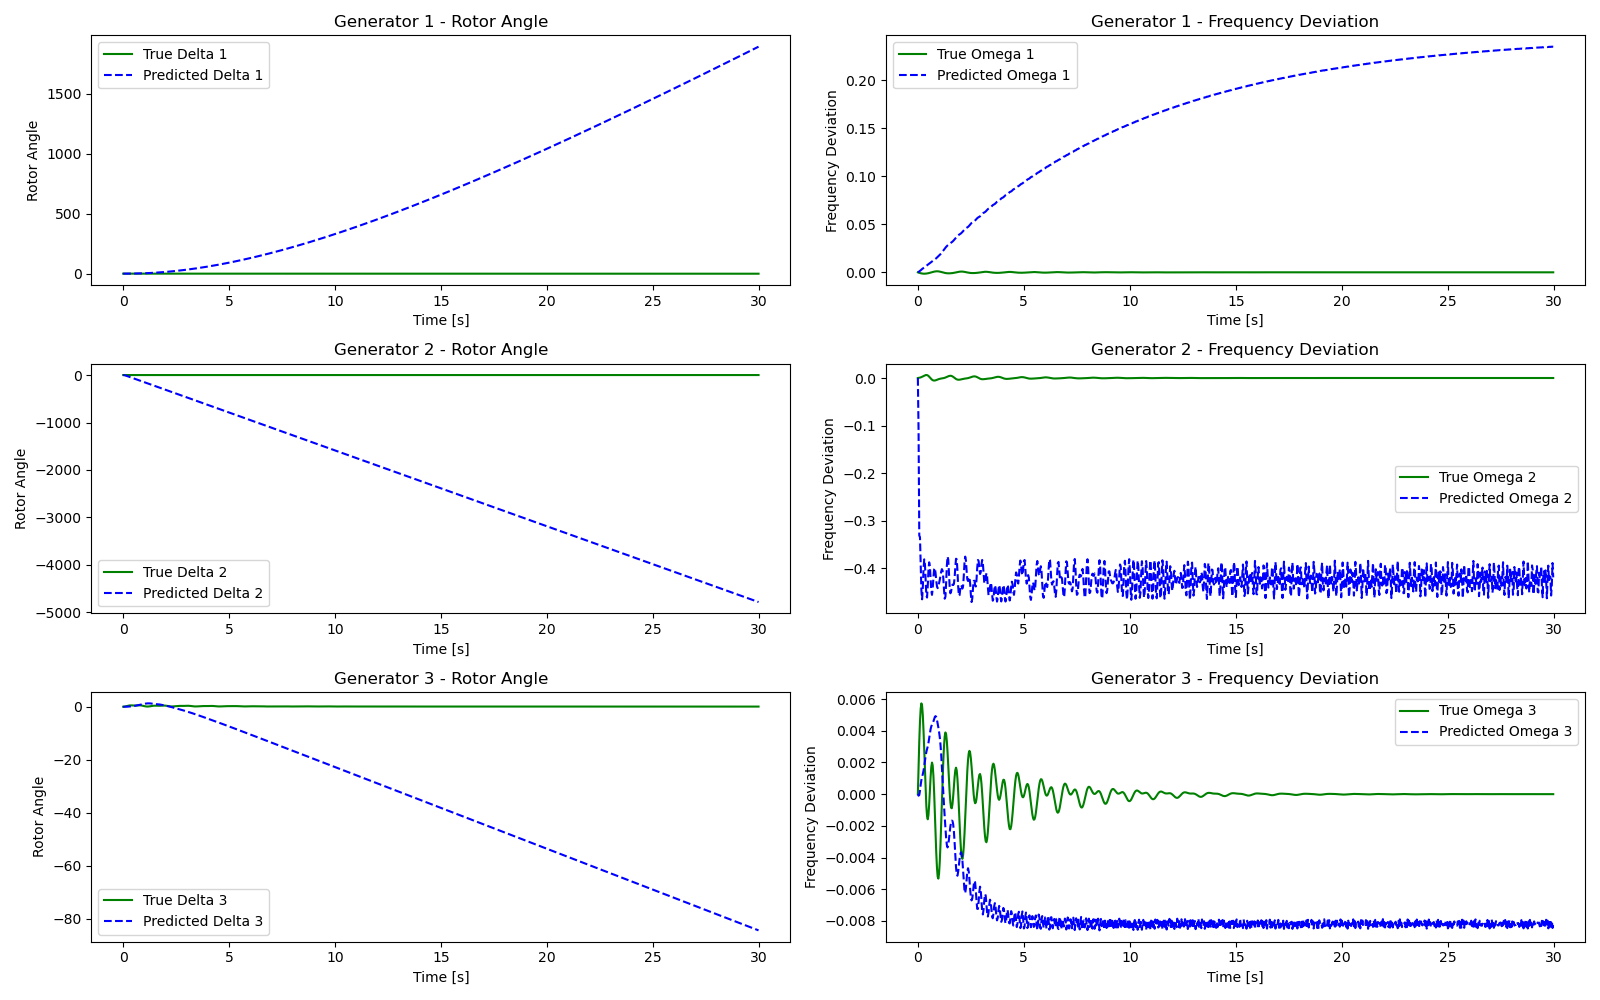 Generator 1 - Rotor Angle
True Delta 1
Predicted Delta 1
Rotor Angle
1500
1000
500
0
0 5 10 15 20 25 30
Time [s]
Generator 1 - Frequency Deviation
True Omega 1
Predicted Omega 1
Frequency Deviation
0.20
0.15
0.10
0.05
0.00
0 5 10 15 20 25 30
Time [s]
Generator 2 - Rotor Angle
True Delta 2
Predicted Delta 2
Rotor Angle
0
−1000
−2000
−3000
−4000
−5000
0 5 10 15 20 25 30
Time [s]
Generator 2 - Frequency Deviation
True Omega 2
Predicted Omega 2
Frequency Deviation
0.0
−0.1
−0.2
−0.3
−0.4
0 5 10 15 20 25 30
Time [s]
Generator 3 - Rotor Angle
True Delta 3
Predicted Delta 3
Rotor Angle
0
−20
−40
−60
−80
0 5 10 15 20 25 30
Time [s]
Generator 3 - Frequency Deviation
True Omega 3
Predicted Omega 3
Frequency Deviation
0.006
0.004
0.002
0.000
−0.002
−0.004
−0.006
−0.008
0 5 10 15 20 25 30
Time [s]